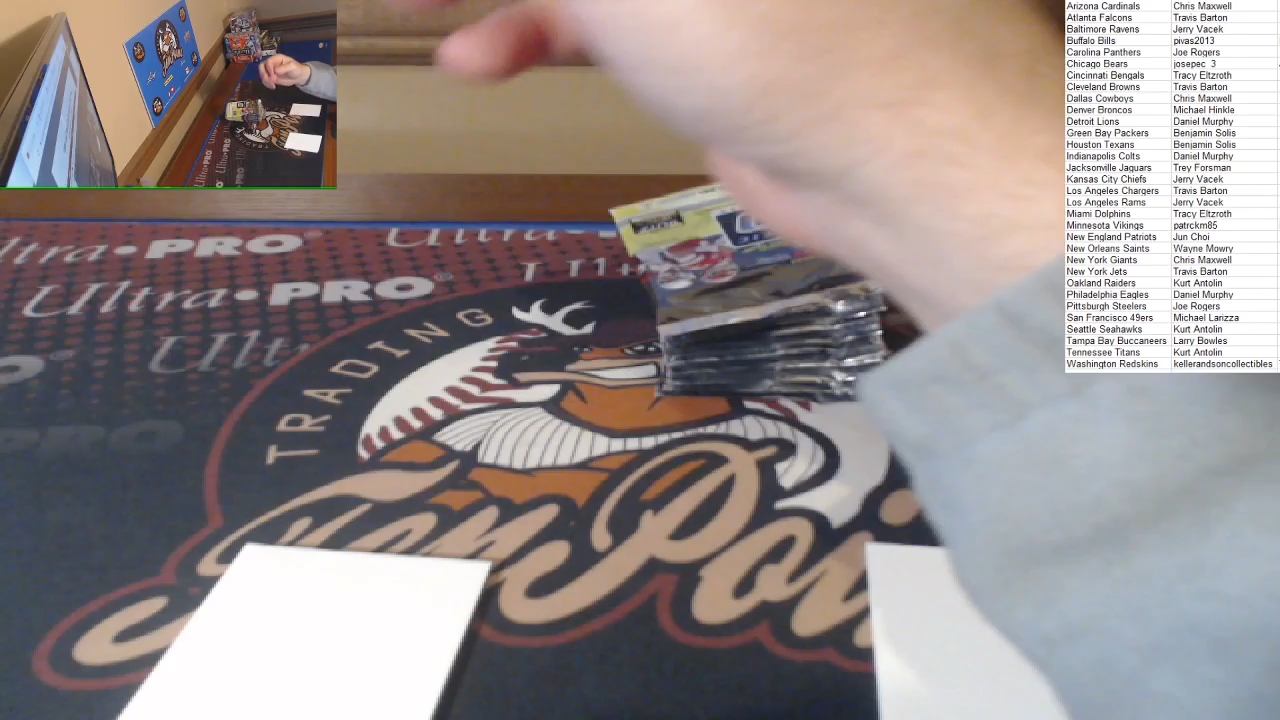 Arizona Cardinals Chris Maxwell
Atlanta Falcons Travis Barton
Baltimore Ravens Jerry Vacek
Buffalo Bills pivas2013
Carolina Panthers Joe Rogers
Chicago Bears josepec_3
Cincinnati Bengals Tracy Eltzroth
Cleveland Browns Travis Barton
Dallas Cowboys Chris Maxwell
Denver Broncos Michael Hinkle
Detroit Lions Daniel Murphy
Green Bay Packers Benjamin Solis
Houston Texans Benjamin Solis
Indianapolis Colts Daniel Murphy
Jacksonville Jaguars Trey Forsman
Kansas City Chiefs Jerry Vacek
Los Angeles Chargers Travis Barton
Los Angeles Rams Jerry Vacek
Miami Dolphins Tracy Eltzroth
Minnesota Vikings patrckm85
New England Patriots Jun Choi
New Orleans Saints Wayne Mowry
New York Giants Chris Maxwell
New York Jets Travis Barton
Oakland Raiders Kurt Antolin
Philadelphia Eagles Daniel Murphy
Pittsburgh Steelers Joe Rogers
San Francisco 49ers Michael Larizza
Seattle Seahawks Kurt Antolin
Tampa Bay Buccaneers Larry Bowles
Tennessee Titans Kurt Antolin
Washington Redskins kellerandsoncollectibles
ltra•PRO Ultra
Ultra•PRO
Ult
PRO
TRADING
Ten Poin